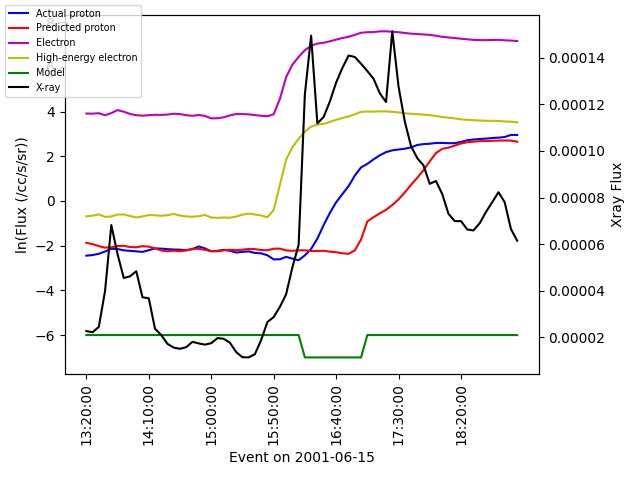 Actual proton
Predicted proton
Electron
High-energy electron
Model
X-ray
8
6
4
2
0
−2
−4
−6
ln(Flux (/cc/s/sr))
0.00014
0.00012
0.00010
0.00008
0.00006
0.00004
0.00002
Xray Flux
13:20:00
14:10:00
15:00:00
15:50:00
16:40:00
17:30:00
18:20:00
Event on 2001-06-15